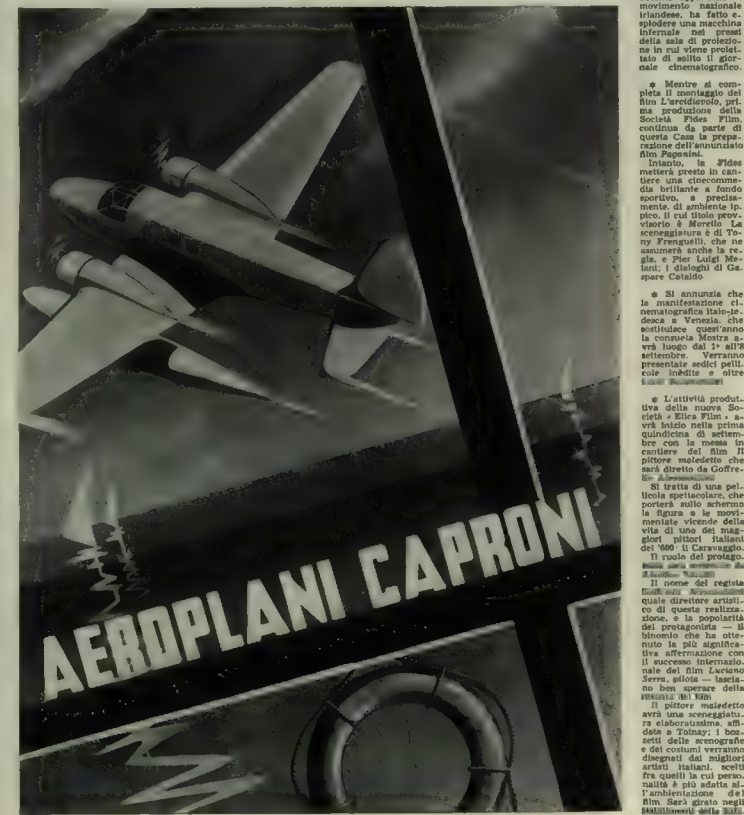 AEROPLANI CAPRONI
movimento nazionale
irlandese, ha fatto e-
splodere una macchina
infernale nei pressi
della sala di proiezio-
ne in cui viene proiet-
tato di solito il gior-
nale cinematografico.
* Mentre si com-
pleta il montaggio del
film L'arcidiavolo, pri-
ma produzione della
Società Fides Film,
continua da parte di
questa Casa la prepa-
razione dell'annunziato
film Paganini.
Intanto, la Fides
metterà presto in can-
tiere una cinecomme-
dia brillante a fondo
sportivo, e precisa-
mente, di ambiente ip-
pico, il cui titolo prov-
visorio è Morello La
sceneggiatura è di To-
ny Frenguelli, che ne
assumerà anche la re-
gia, e Pier Luigi Me-
lani; i dialoghi di Ga-
spare Cataldo
* Si annunzia che
la manifestazione ci-
nematografica italo-te-
desca a Venezia, che
sostituisce quest'anno
la consueta Mostra a-
vrà luogo dal 1° all'8
settembre. Verranno
presentate sedici pelli-
cole inèdite e oltre
* L'attività produt-
tiva della nuova So-
cietà « Elica Film » a-
vrà inizio nella prima
quindicina di settem-
bre con la messa in
cantiere del film Il
pittore maledetto che
sarà diretto da Goffre-
Si tratta di una pel-
licola spettacolare, che
porterà sullo schermo
la figura e le movi-
mentate vicende della
vita di uno dei mag-
giori pittori italiani
del '600: il Caravaggio.
Il ruolo del protago-
Il nome del regista
quale direttore artisti-
co di questa realizza-
zione, e la popolarità
del protagonista — il
binomio che ha otte-
nuto la più significa-
tiva affermazione con
il successo internazio-
nale del film Luciano
Serra, pilota — lascia-
no ben sperare della
Il pittore maledetto
avrà una sceneggiatu-
ra elaboratissima, affi-
data a Tolnay; i boz-
zetti delle scenografie
e dei costumi verranno
disegnati dai migliori
artisti italiani, scelti
fra quelli la cui perso-
nalità è più adatta al-
l'ambientazione del
film. Sarà girato negli